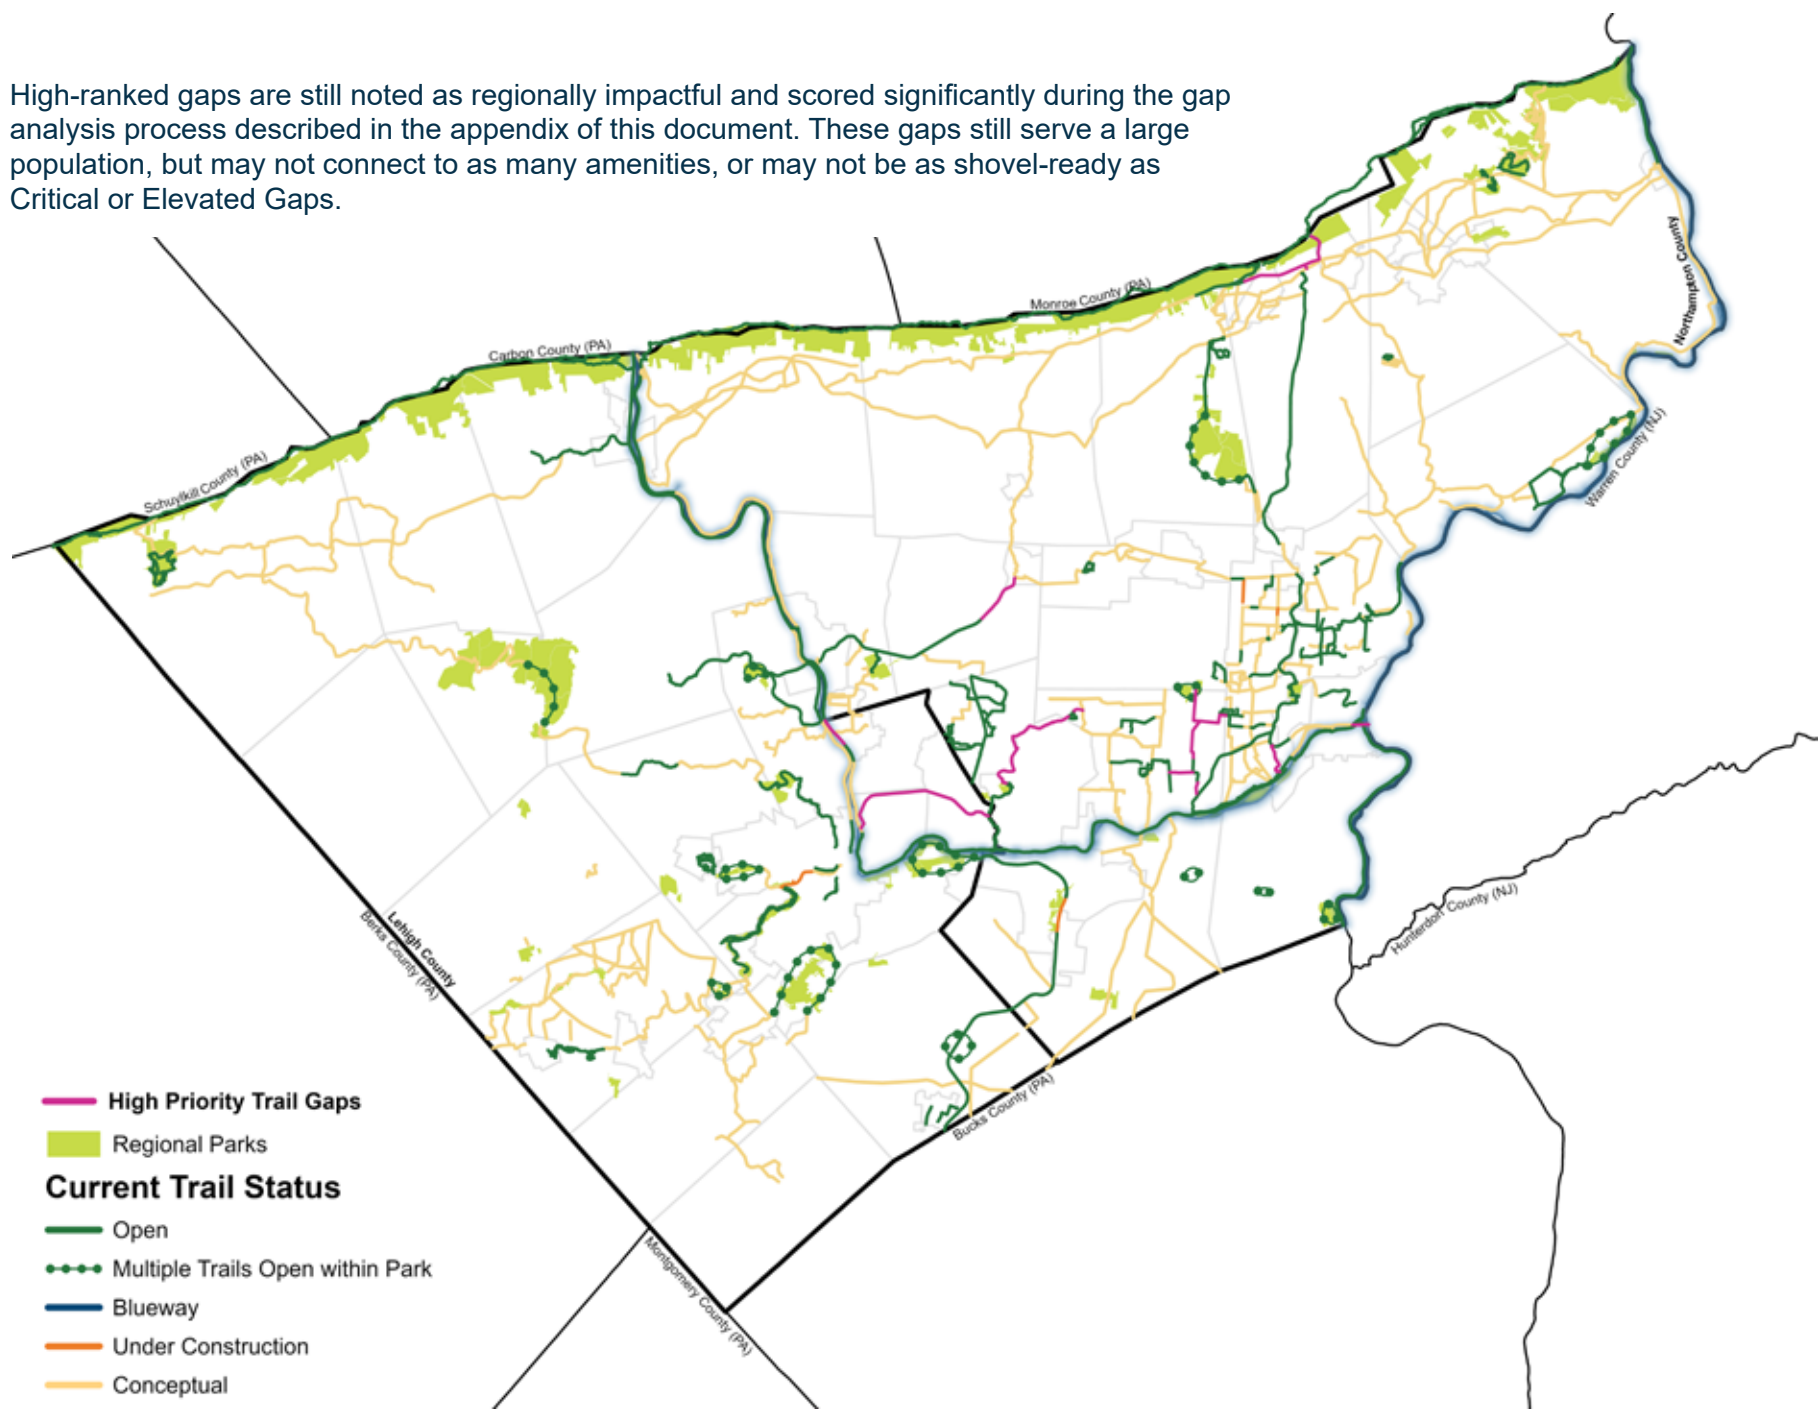 High-ranked gaps are still noted as regionally impactful and scored significantly during the gap
analysis process described in the appendix of this document. These gaps still serve a large
population, but may not connect to as many amenities, or may not be as shovel-ready as
Critical or Elevated Gaps.
Northampton County
Monroe County (PA)
Carbon County (PA)
Warren County (NJ)
Schuylkill County (PA)
Hunterdon County (NJ)
Lehigh County
Berks County (PA)
Bucks County (PA)
Montgomery County (PA)
High Priority Trail Gaps
Regional Parks
Current Trail Status
Open
Multiple Trails Open within Park
Blueway
Under Construction
Conceptual